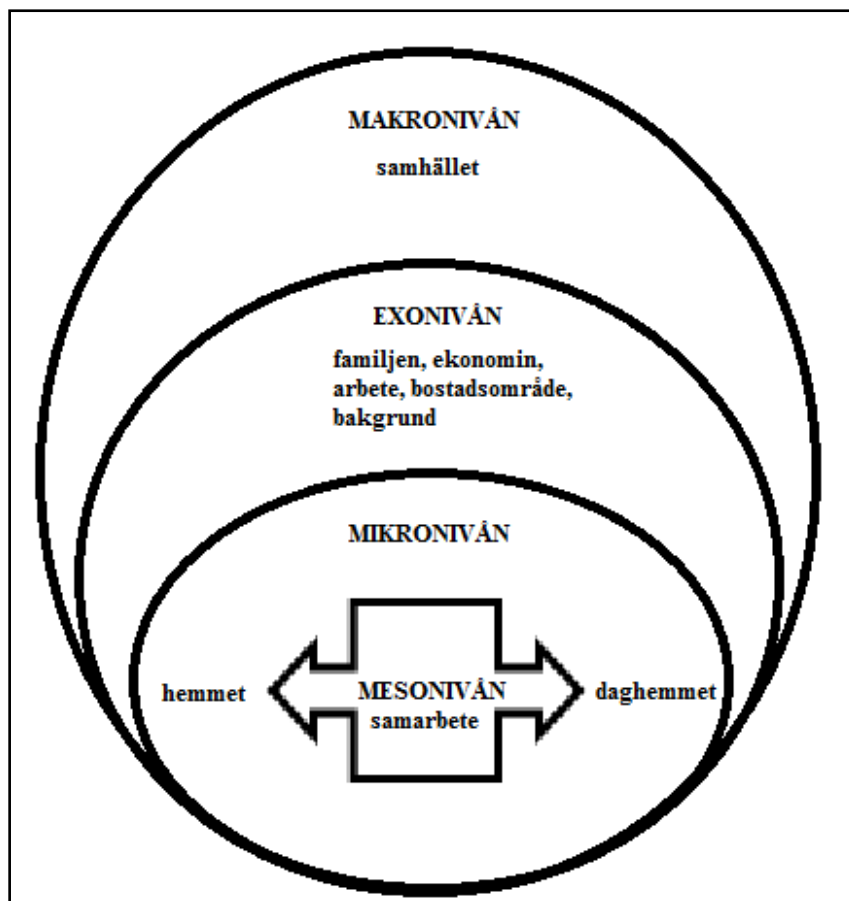 MAKRONIVÅN
samhället
EXONIVÅN
familjen, ekonomin,
arbete, bostadsområde,
bakgrund
MIKRONIVÅN
hemmet
MESONIVÅN
samarbete
daghemmet